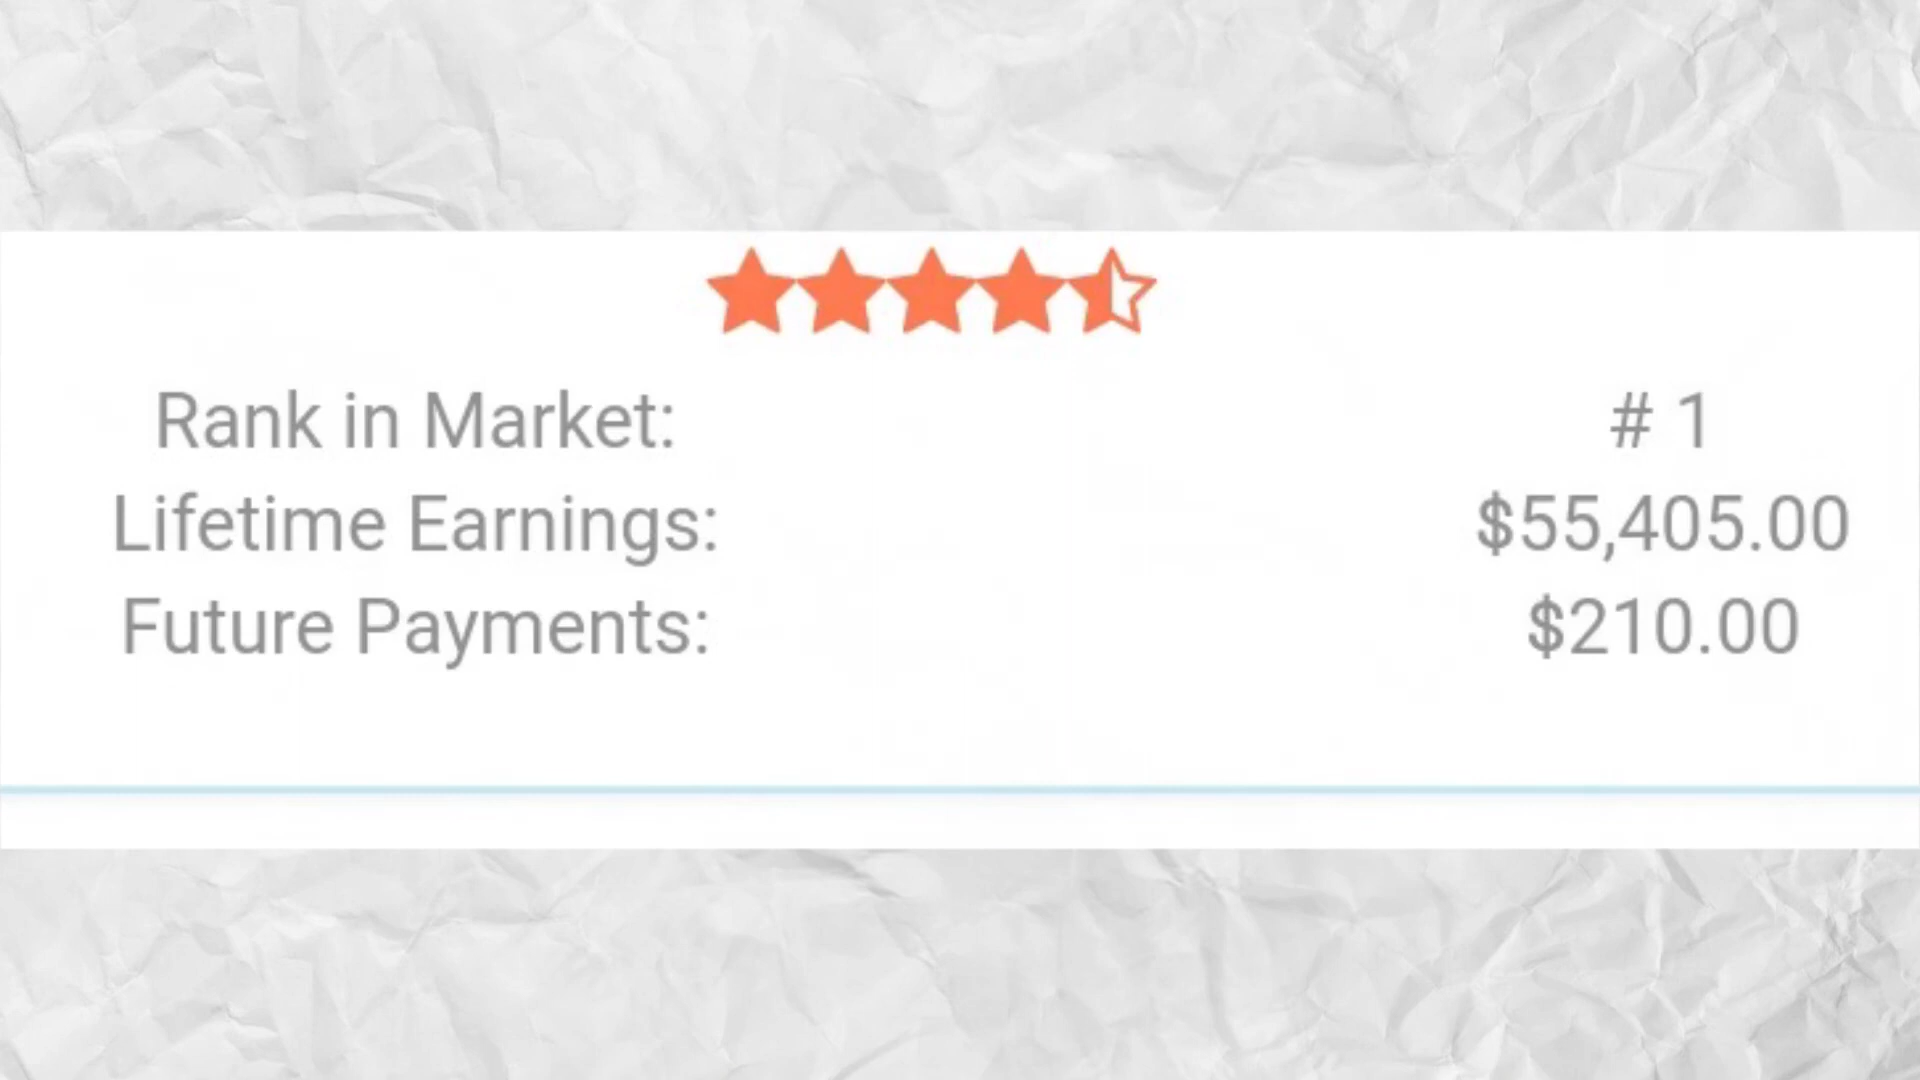 Rank in Market: # 1
Lifetime Earnings: $55,405.00
Future Payments: $210.00